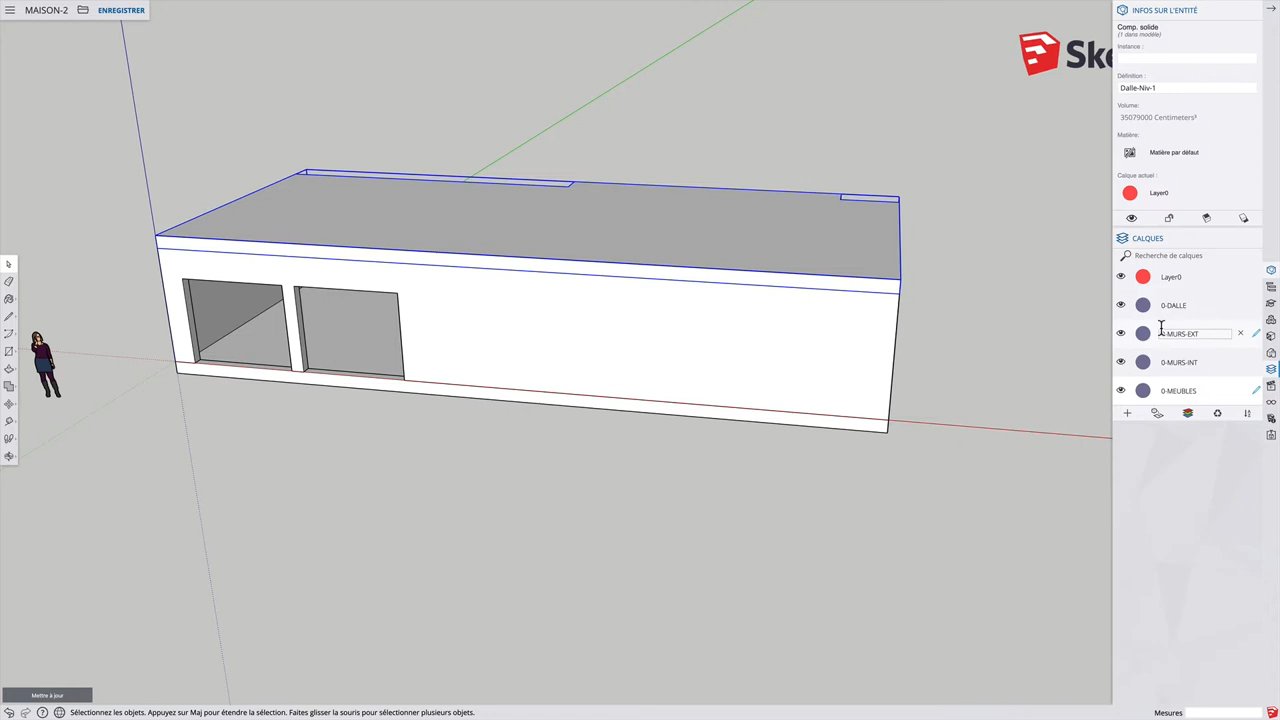 MAISON-2
ENREGISTRER
INFOS SUR L'ENTITÉ
Comp. solide
(1 dans modèle)
Instance :
Définition :
Dalle-Niv-1
Volume:
35079000 Centimeters³
Matière:
Matière par défaut
Calque actuel :
Layer0
CALQUES
Recherche de calques
Layer0
0-DALLE
0-MURS-EXT
0-MURS-INT
0-MEUBLES
Mettre à jour
Sélectionnez les objets. Appuyez sur Maj pour étendre la sélection. Faites glisser la souris pour sélectionner plusieurs objets.
Mesures